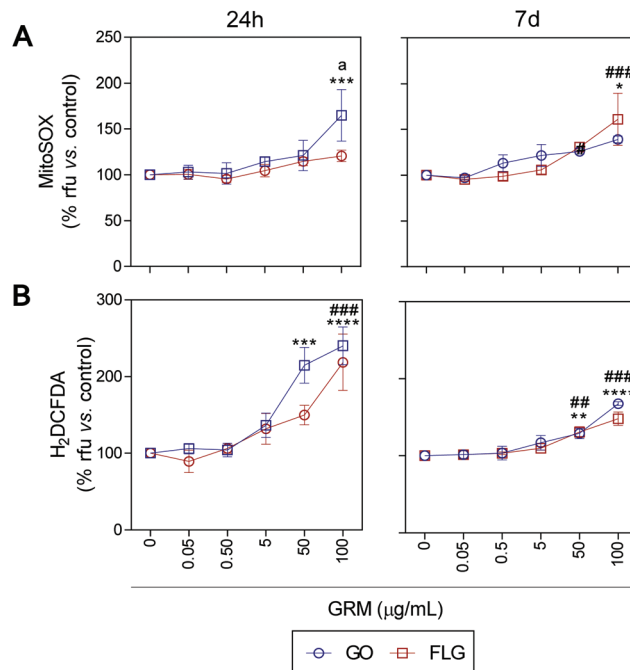 24h 7d
A
MitoSOX
(% rfu vs. control)
200
150
100
50
0
a
***
###
*
#
B
H₂DCFDA
(% rfu vs. control)
300
200
100
0
***
###
****
##
**
###
****
0 0.05 0.50 5 50 100 0 0.05 0.5 5 50 100
GRM (µg/mL)
GO FLG